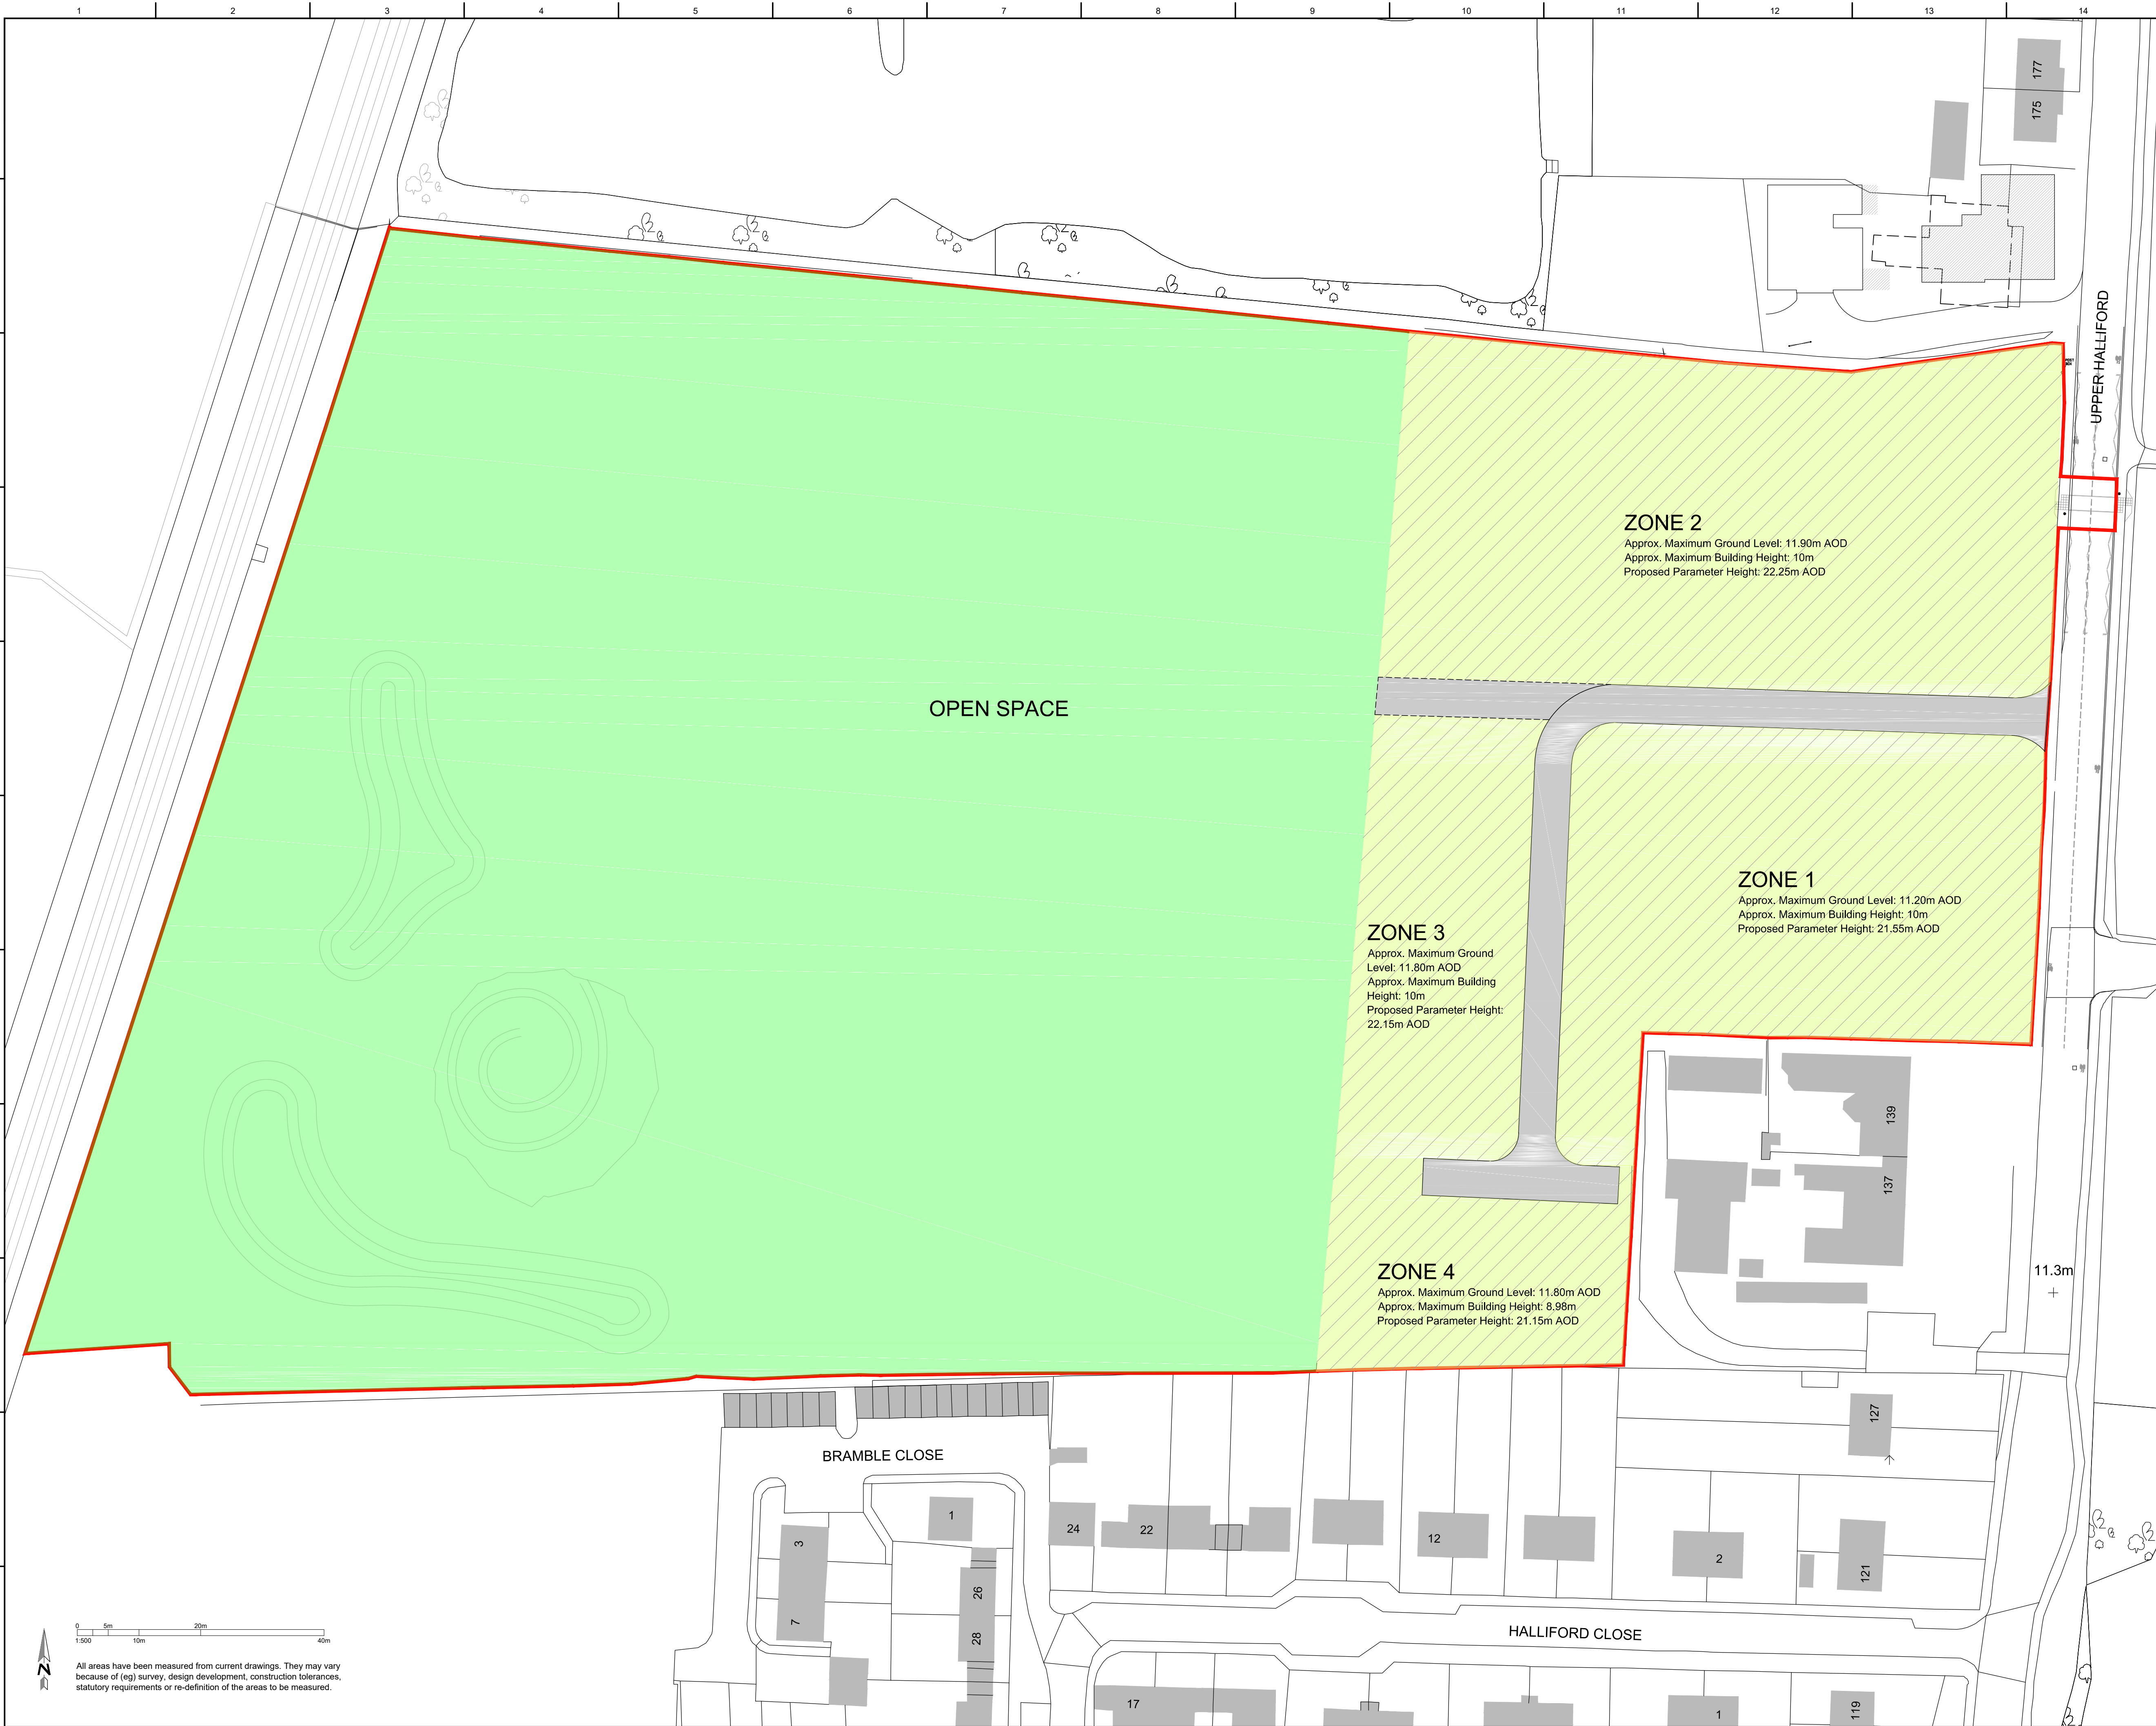 1 2 3 4 5 6 7 8 9 10 11 12 13 14
177
175
UPPER HALLIFORD
ZONE 2
Approx. Maximum Ground Level: 11.90m AOD
Approx. Maximum Building Height: 10m
Proposed Parameter Height: 22.25m AOD
OPEN SPACE
ZONE 1
Approx. Maximum Ground Level: 11.20m AOD
Approx. Maximum Building Height: 10m
Proposed Parameter Height: 21.55m AOD
ZONE 3
Approx. Maximum Ground
Level: 11.80m AOD
Approx. Maximum Building
Height: 10m
Proposed Parameter Height:
22.15m AOD
139
137
ZONE 4
Approx. Maximum Ground Level: 11.80m AOD
Approx. Maximum Building Height: 8.98m
Proposed Parameter Height: 21.15m AOD
11.3m
127
BRAMBLE CLOSE
1
24
22
12
2
121
3
7
26
28
HALLIFORD CLOSE
17
1
119
0 5m 20m
1:500 10m 40m
N
All areas have been measured from current drawings. They may vary
because of (eg) survey, design development, construction tolerances,
statutory requirements or re-definition of the areas to be measured.